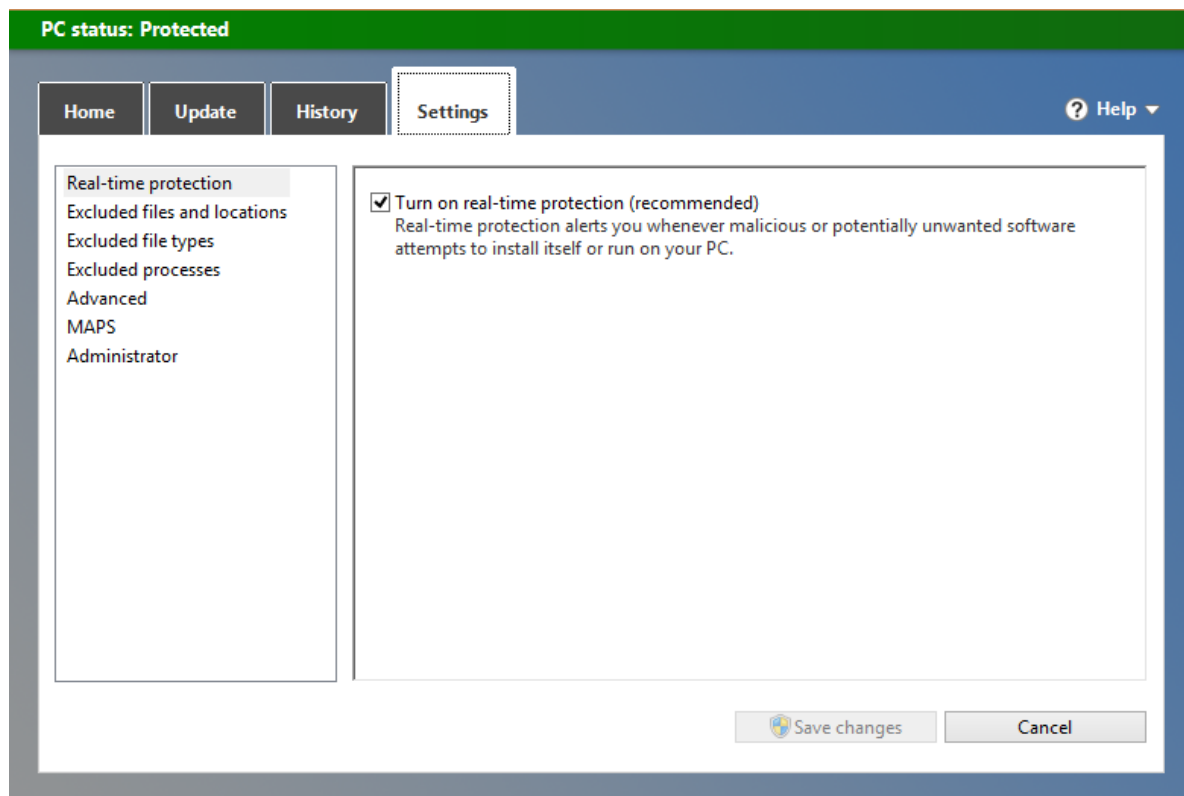 PC status: Protected
Home
Update
History
Settings
Help
Real-time protection
Excluded files and locations
Excluded file types
Excluded processes
Advanced
MAPS
Administrator
Turn on real-time protection (recommended)
Real-time protection alerts you whenever malicious or potentially unwanted software
attempts to install itself or run on your PC.
Save changes
Cancel